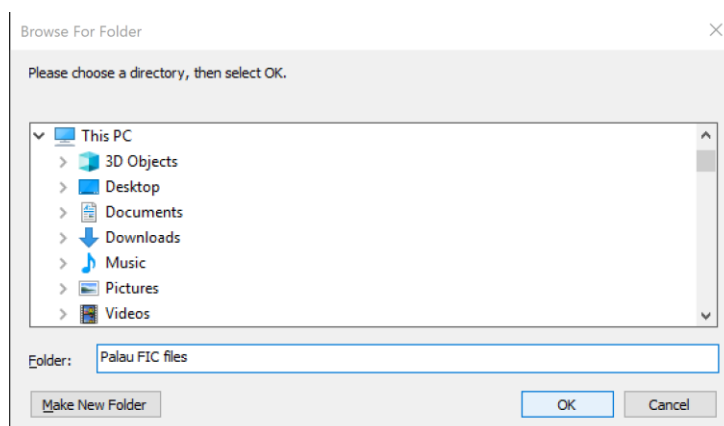 Browse For Folder
Please choose a directory, then select OK.
This PC
3D Objects
Desktop
Documents
Downloads
Music
Pictures
Videos
Folder: Palau FIC files
Make New Folder OK Cancel